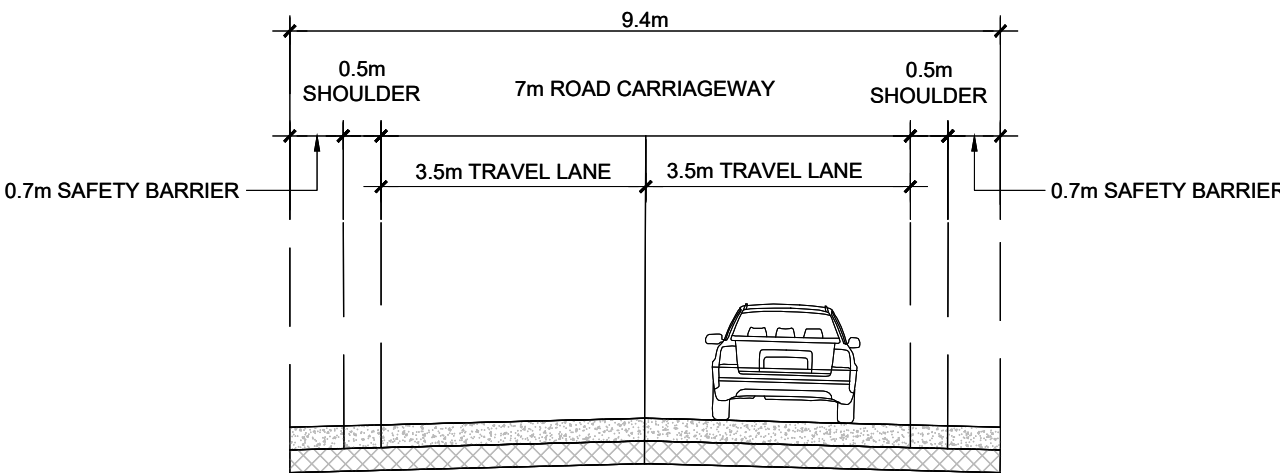 9.4m
0.5m
SHOULDER
7m ROAD CARRIAGEWAY
0.5m
SHOULDER
3.5m TRAVEL LANE
3.5m TRAVEL LANE
0.7m SAFETY BARRIER
0.7m SAFETY BARRIER